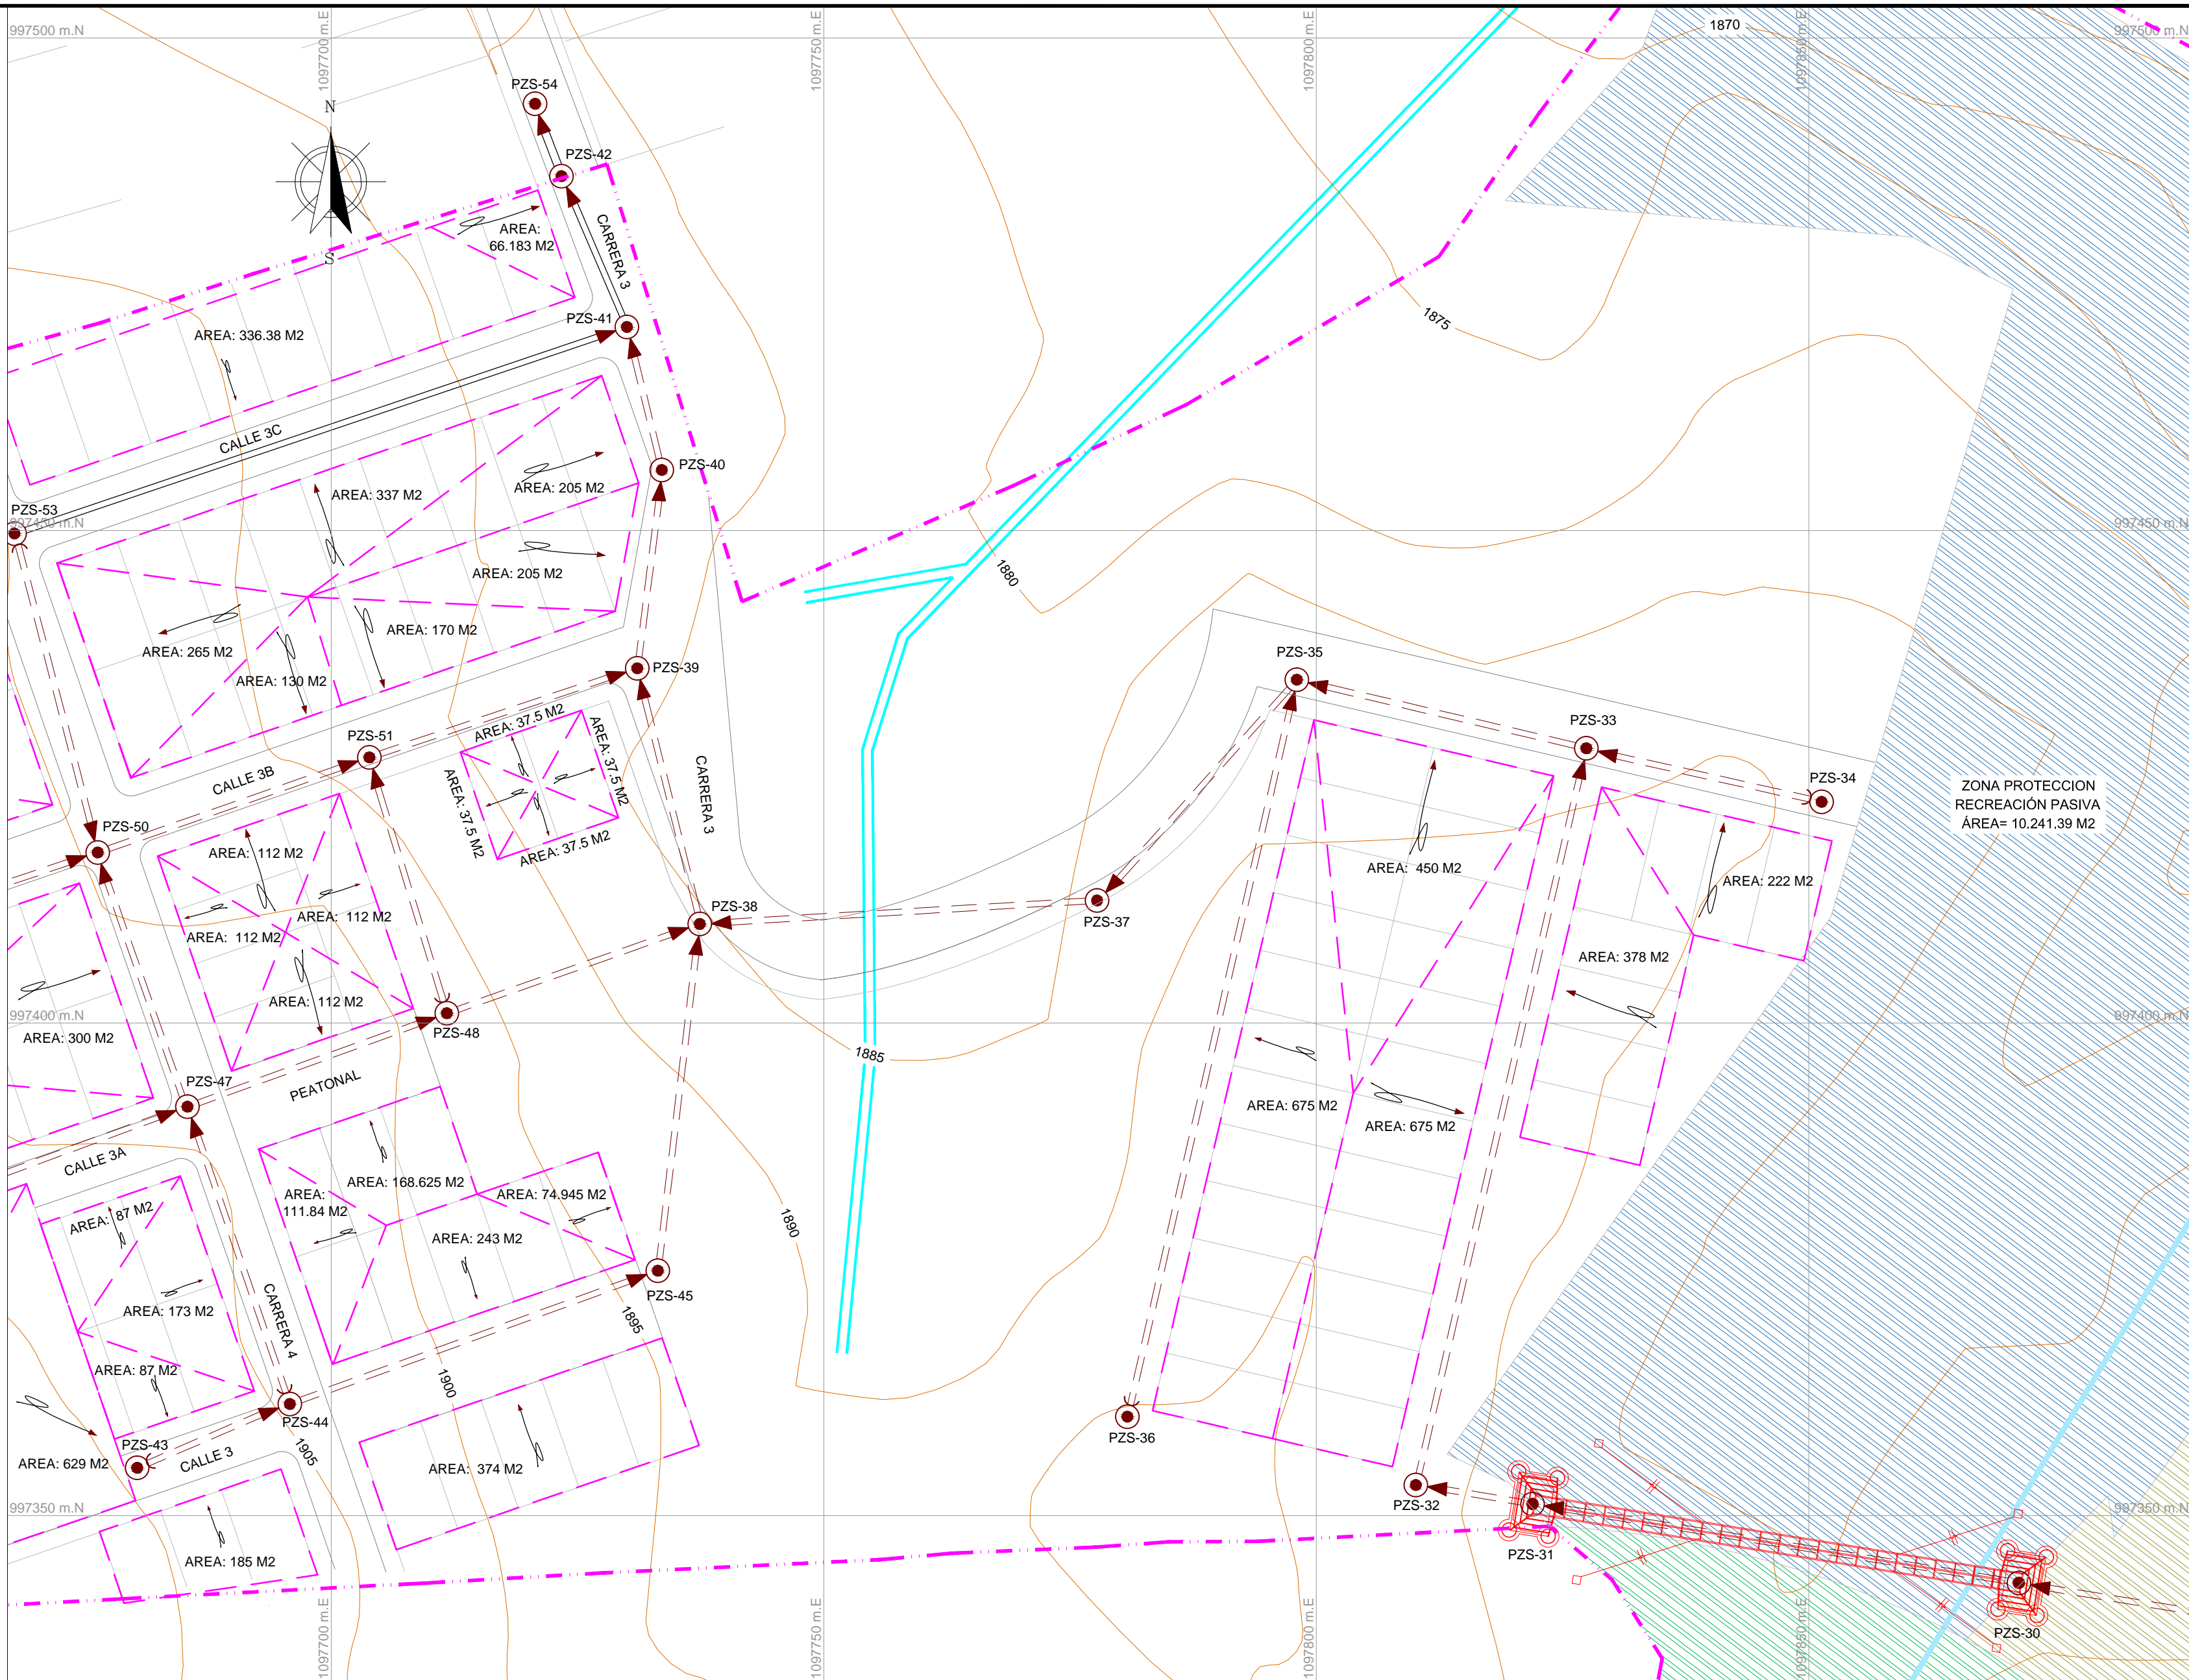 1870
997500 m.N
1097700 m.E
1097750 m.E
1097800 m.E
1097850 m.E
997500 m.N
PZS-54
N
PZS-42
AREA:
66.183 M2
CARRERA 3
S
PZS-41
1875
AREA: 336.38 M2
CALLE 3C
PZS-40
AREA: 337 M2
AREA: 205 M2
PZS-53
997450 m.N
997450 m.N
AREA: 205 M2
1880
AREA: 170 M2
AREA: 265 M2
PZS-35
PZS-39
AREA: 130 M2
AREA: 37.5 M2
PZS-51
PZS-33
AREA: 37.5 M2
CALLE 3B
CARRERA 3
PZS-34
ZONA PROTECCION
RECREACIÓN PASIVA
ÁREA= 10.241,39 M2
AREA: 37.5 M2
PZS-50
AREA: 37.5 M2
AREA: 112 M2
AREA: 450 M2
AREA: 222 M2
PZS-38
AREA: 112 M2
PZS-37
AREA: 112 M2
AREA: 378 M2
AREA: 112 M2
997400 m.N
997400 m.N
AREA: 300 M2
PZS-48
1885
PZS-47
PEATONAL
AREA: 675 M2
AREA: 675 M2
CALLE 3A
AREA: 168.625 M2
AREA:
111.84 M2
AREA: 74.945 M2
AREA: 87 M2
1890
AREA: 243 M2
PZS-45
AREA: 173 M2
CARRERA 4
1895
AREA: 87 M2
1900
PZS-44
PZS-36
PZS-43
1905
CALLE 3
AREA: 629 M2
AREA: 374 M2
PZS-32
997350 m.N
997350 m.N
AREA: 185 M2
PZS-31
PZS-30
1097700 m.E
1097750 m.E
1097800 m.E
1097850 m.E